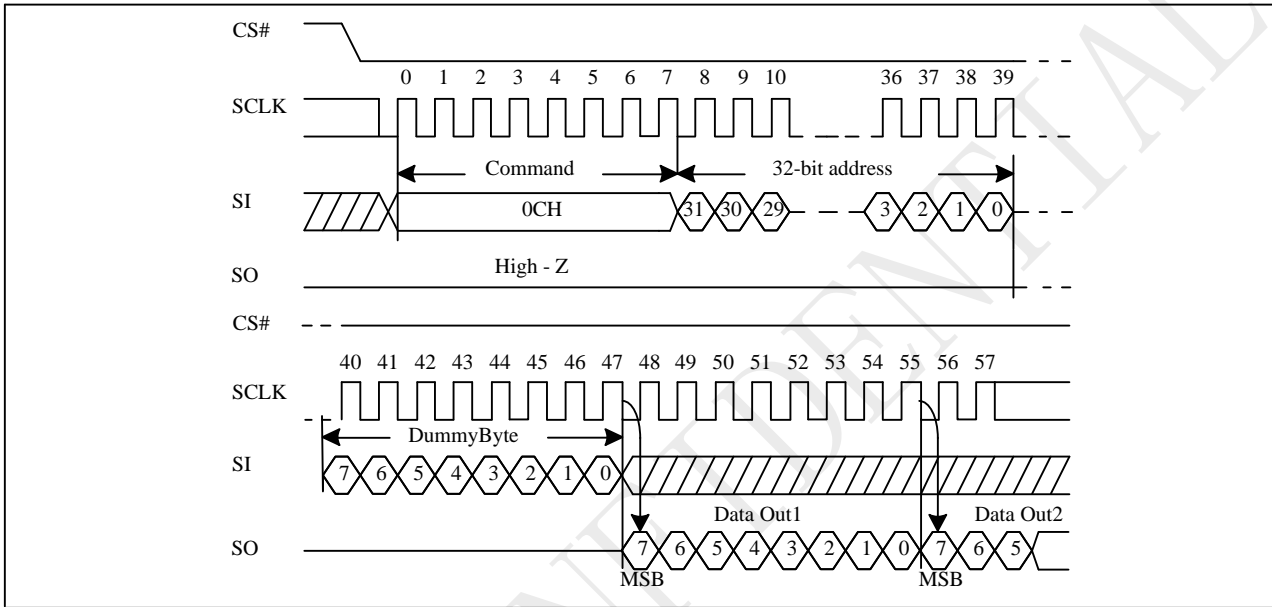 CS#
0 1 2 3 4 5 6 7 8 9 10 36 37 38 39
SCLK
Command 32-bit address
SI 0CH 31 30 29 3 2 1 0
High - Z
SO
CS#
40 41 42 43 44 45 46 47 48 49 50 51 52 53 54 55 56 57
SCLK
DummyByte
SI 7 6 5 4 3 2 1 0
Data Out1 Data Out2
SO 7 6 5 4 3 2 1 0 7 6 5
MSB MSB
NFIDENTIAL